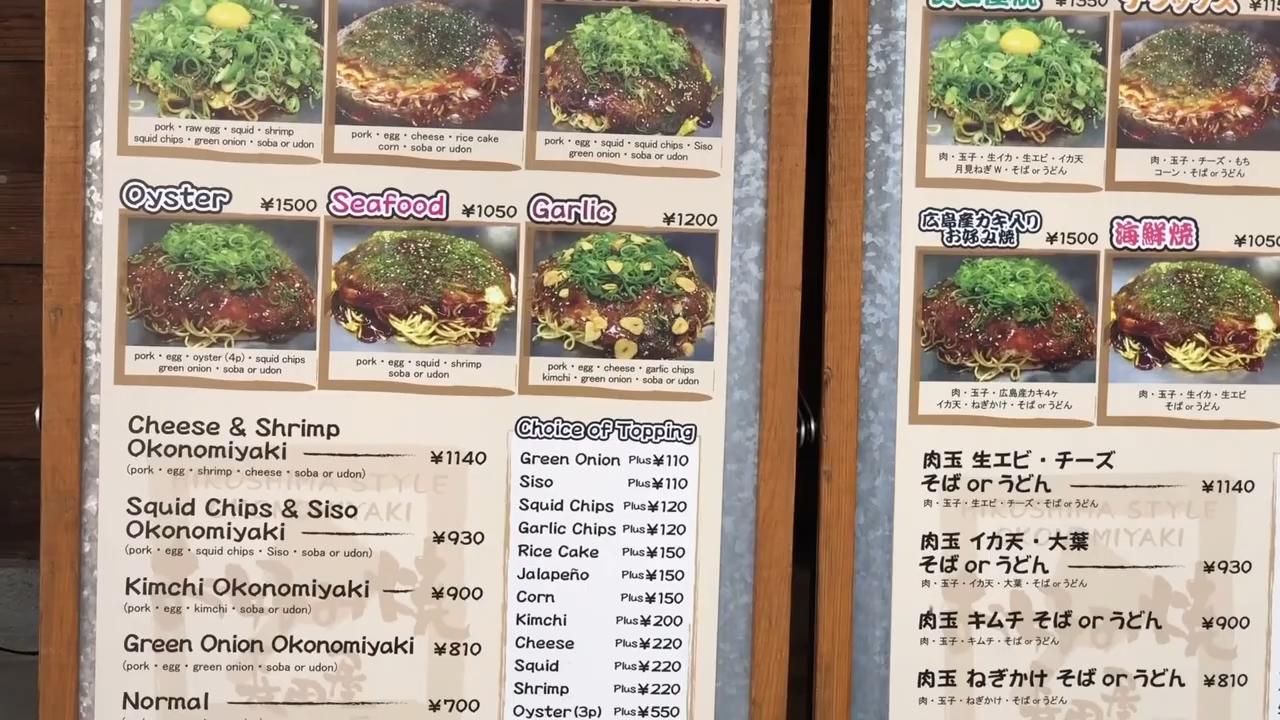 pork・raw egg・squid・shrimp
squid chips・green onion・soba or udon
pork・egg・cheese・rice cake
corn・soba or udon
pork・egg・squid・squid chips・Siso
green onion・soba or udon
Oyster ¥1500
Seafood ¥1050
Garlic ¥1200
pork・egg・oyster (4p)・squid chips
green onion・soba or udon
pork・egg・squid・shrimp
soba or udon
pork・egg・cheese・garlic chips
kimchi・green onion・soba or udon
Cheese & Shrimp
Okonomiyaki ¥1140
(pork・egg・shrimp・cheese・soba or udon)
Squid Chips & Siso
Okonomiyaki ¥930
(pork・egg・squid chips・Siso・soba or udon)
Kimchi Okonomiyaki ¥900
(pork・egg・kimchi・soba or udon)
Green Onion Okonomiyaki ¥810
(pork・egg・green onion・soba or udon)
Normal ¥700
Choice of Topping
Green Onion Plus¥110
Siso Plus¥110
Squid Chips Plus¥120
Garlic Chips Plus¥120
Rice Cake Plus¥150
Jalapeño Plus¥150
Corn Plus¥150
Kimchi Plus¥200
Cheese Plus¥220
Squid Plus¥220
Shrimp Plus¥220
Oyster(3p) Plus¥550
HIROSHIMA STYLE
OKONOMIYAKI
¥1350
デラックス
肉・玉子・生イカ・生エビ・イカ天
月見ねぎW・そば or うどん
肉・玉子・チーズ・もち
コーン・そば or うどん
広島産カキ入り
お好み焼 ¥1500
海鮮焼 ¥1050
肉・玉子・広島産カキ4ヶ
イカ天・ねぎかけ・そば or うどん
肉・玉子・生イカ・生エビ
そば or うどん
肉玉 生エビ・チーズ
そば or うどん ¥1140
肉・玉子・生エビ・チーズ・そば or うどん
肉玉 イカ天・大葉
そば or うどん ¥930
肉・玉子・イカ天・大葉・そば or うどん
肉玉 キムチ そば or うどん ¥900
肉・玉子・キムチ・そば or うどん
肉玉 ねぎかけ そば or うどん ¥810
肉・玉子・ねぎかけ・そば or うどん
HIROSHIMA STYLE
OKONOMIYAKI